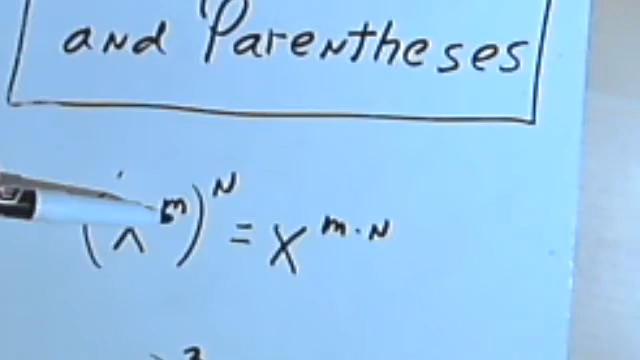 and Parentheses
(x^m)^N = x^{m·N}